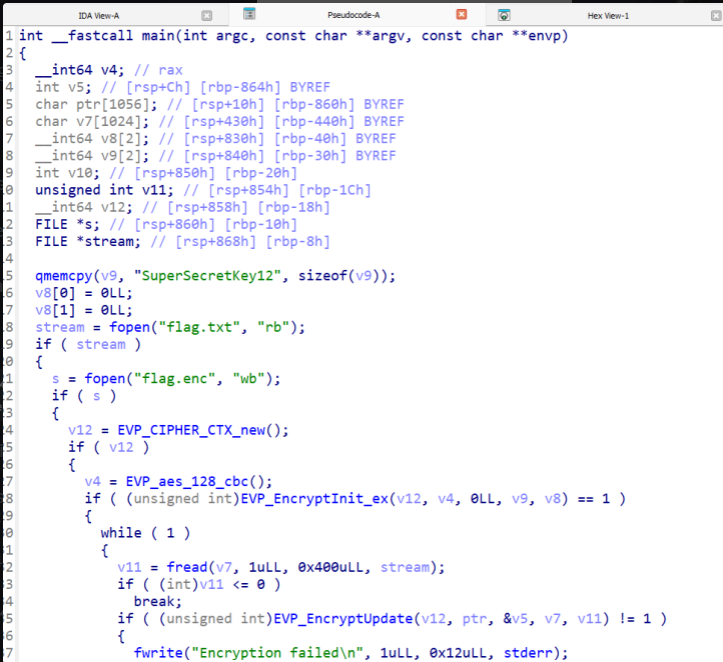 IDA View-A Pseudocode-A Hex View-1
1 int __fastcall main(int argc, const char **argv, const char **envp)
2 {
3 __int64 v4; // rax
4 int v5; // [rsp+Ch] [rbp-864h] BYREF
5 char ptr[1056]; // [rsp+10h] [rbp-860h] BYREF
6 char v7[1024]; // [rsp+430h] [rbp-440h] BYREF
7 __int64 v8[2]; // [rsp+830h] [rbp-40h] BYREF
8 __int64 v9[2]; // [rsp+840h] [rbp-30h] BYREF
9 int v10; // [rsp+850h] [rbp-20h]
0 unsigned int v11; // [rsp+854h] [rbp-1Ch]
1 __int64 v12; // [rsp+858h] [rbp-18h]
2 FILE *s; // [rsp+860h] [rbp-10h]
3 FILE *stream; // [rsp+868h] [rbp-8h]
4
5 qmemcpy(v9, "SuperSecretKey12", sizeof(v9));
6 v8[0] = 0LL;
7 v8[1] = 0LL;
8 stream = fopen("flag.txt", "rb");
9 if ( stream )
0 {
1 s = fopen("flag.enc", "wb");
2 if ( s )
3 {
4 v12 = EVP_CIPHER_CTX_new();
5 if ( v12 )
6 {
7 v4 = EVP_aes_128_cbc();
8 if ( (unsigned int)EVP_EncryptInit_ex(v12, v4, 0LL, v9, v8) == 1 )
9 {
0 while ( 1 )
1 {
2 v11 = fread(v7, 1uLL, 0x400uLL, stream);
3 if ( (int)v11 <= 0 )
4 break;
5 if ( (unsigned int)EVP_EncryptUpdate(v12, ptr, &v5, v7, v11) != 1 )
6 {
7 fwrite("Encryption failed\n", 1uLL, 0x12uLL, stderr);